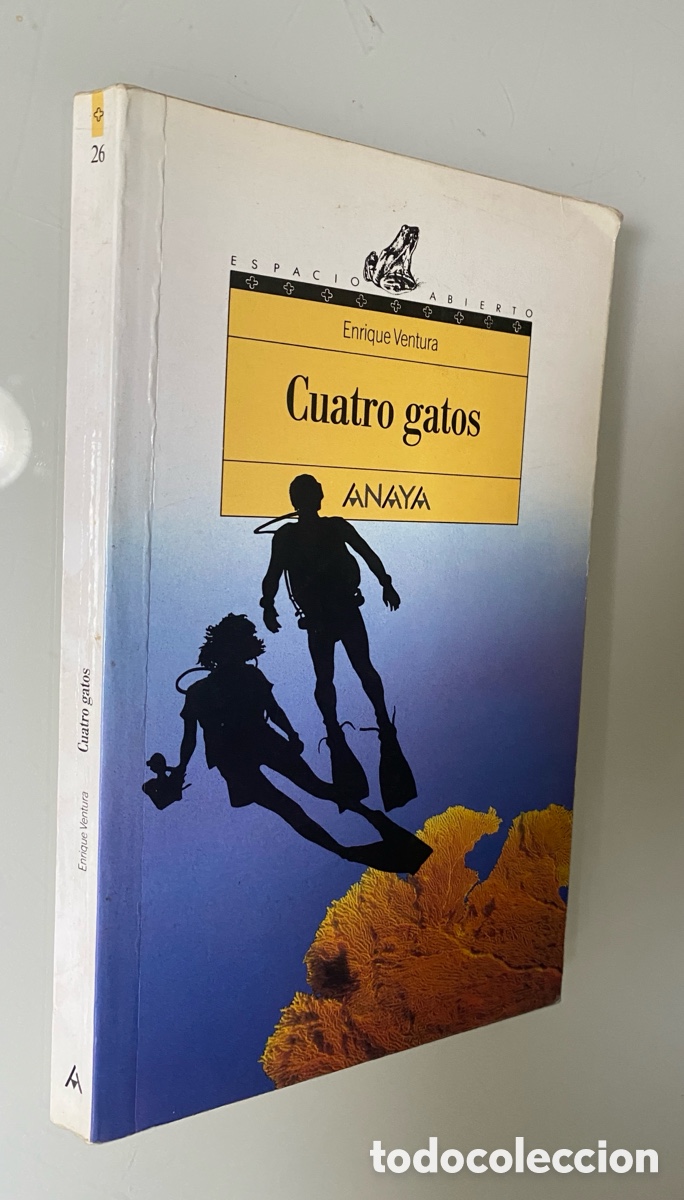 26
ESPACIO ABIERTO
Enrique Ventura
Cuatro gatos
ANAYA
Enrique Ventura Cuatro gatos
todocoleccion